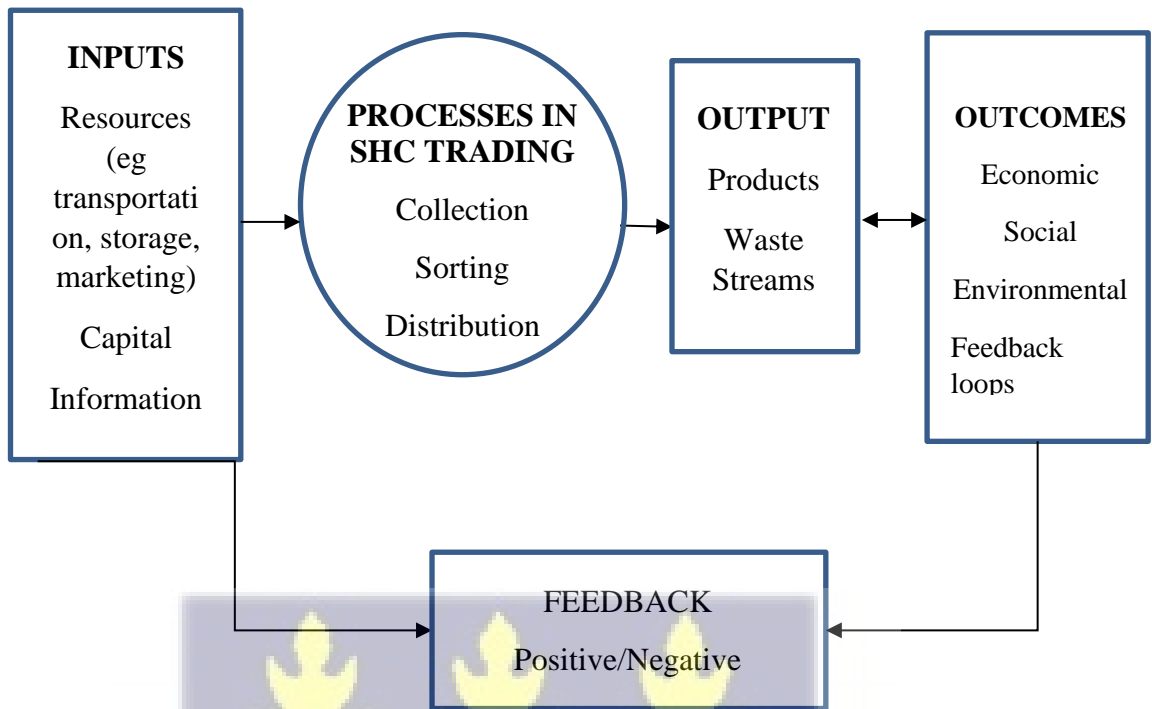 INPUTS
Resources
(eg
transportati
on, storage,
marketing)
Capital
Information
PROCESSES IN
SHC TRADING
Collection
Sorting
Distribution
OUTPUT
Products
Waste
Streams
OUTCOMES
Economic
Social
Environmental
Feedback
loops
FEEDBACK
Positive/Negative